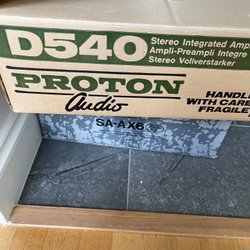 D540
Stereo Integrated Amp
Ampli-Preampli Integre
Stereo Vollverstarker
PROTON
Audio
HANDLE
WITH CARE
FRAGILE
SA-AX6